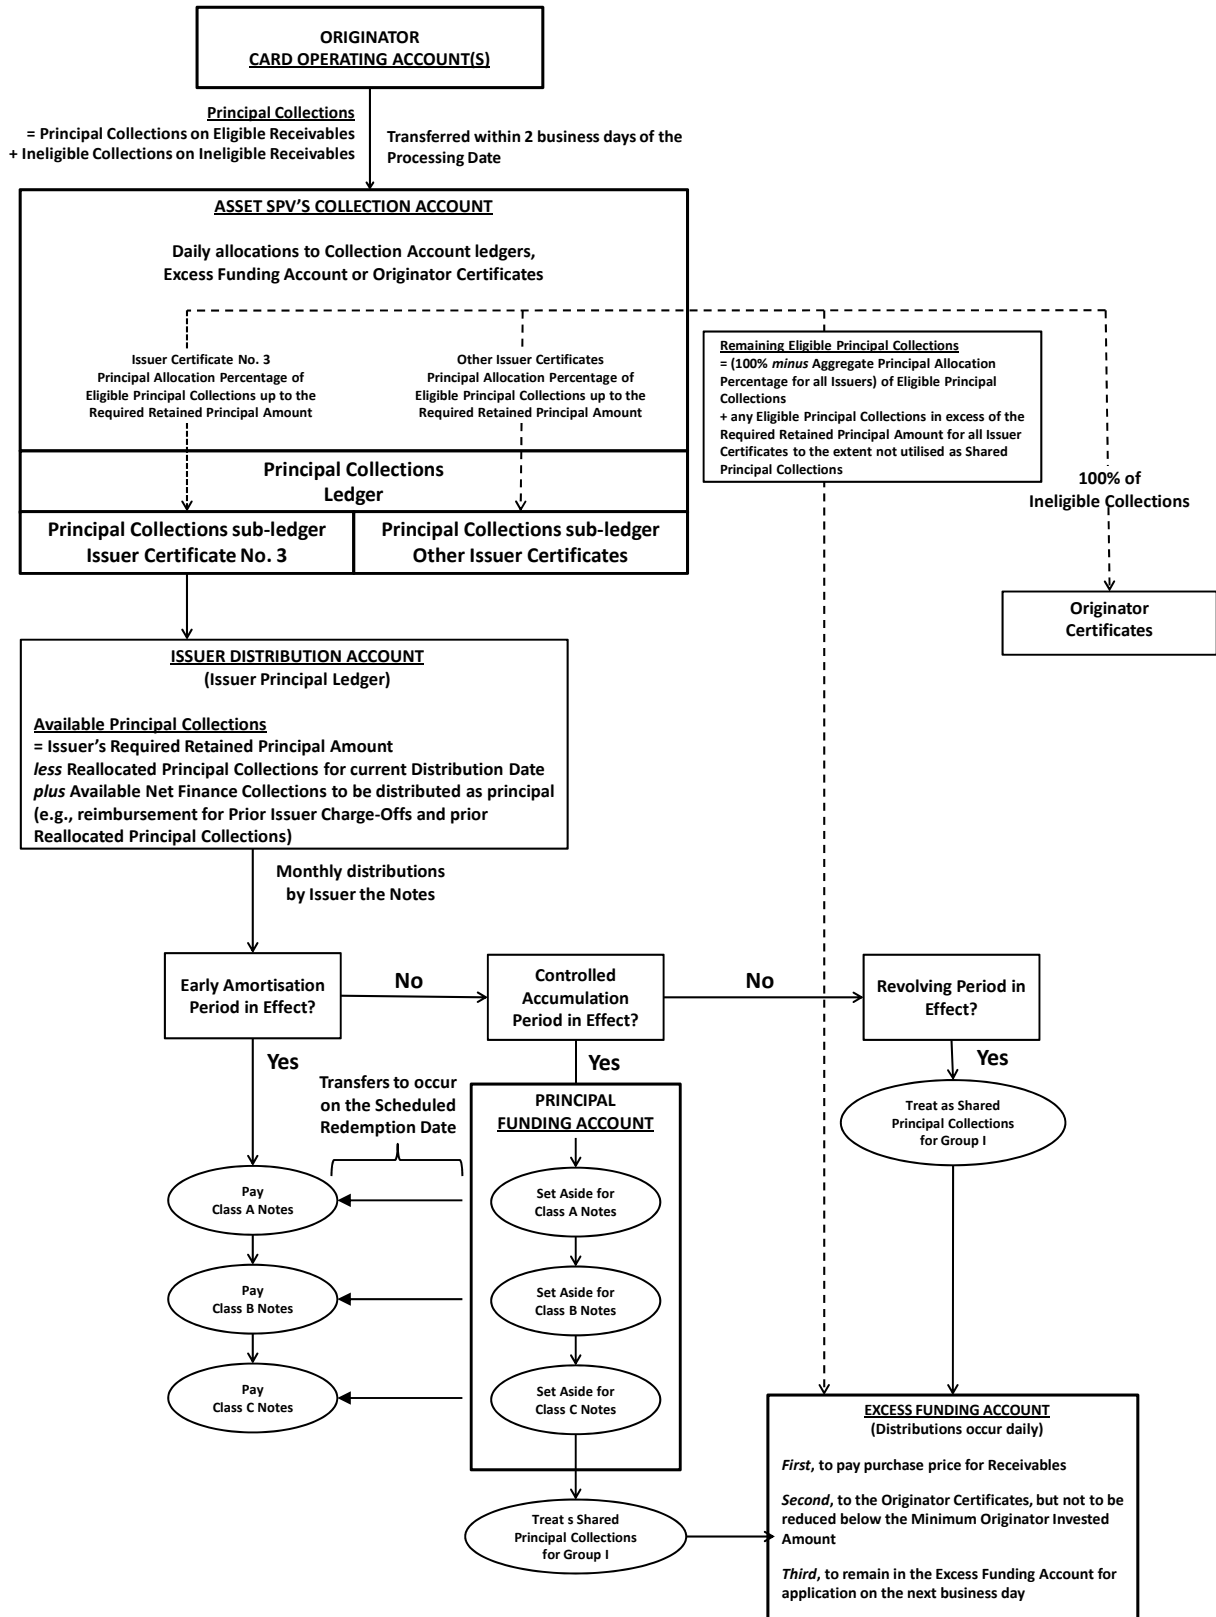 ORIGINATOR
CARD OPERATING ACCOUNT(S)
Principal Collections
= Principal Collections on Eligible Receivables
+ Ineligible Collections on Ineligible Receivables
Transferred within 2 business days of the
Processing Date
ASSET SPV'S COLLECTION ACCOUNT
Daily allocations to Collection Account ledgers,
Excess Funding Account or Originator Certificates
Issuer Certificate No. 3
Principal Allocation Percentage of
Eligible Principal Collections up to the
Required Retained Principal Amount
Other Issuer Certificates
Principal Allocation Percentage of
Eligible Principal Collections up to the
Required Retained Principal Amount
Remaining Eligible Principal Collections
= (100% minus Aggregate Principal Allocation
Percentage for all Issuers) of Eligible Principal
Collections
+ any Eligible Principal Collections in excess of the
Required Retained Principal Amount for all Issuer
Certificates to the extent not utilised as Shared
Principal Collections
100% of
Ineligible Collections
Principal Collections
Ledger
Principal Collections sub-ledger
Issuer Certificate No. 3
Principal Collections sub-ledger
Other Issuer Certificates
Originator
Certificates
ISSUER DISTRIBUTION ACCOUNT
(Issuer Principal Ledger)
Available Principal Collections
= Issuer's Required Retained Principal Amount
less Reallocated Principal Collections for current Distribution Date
plus Available Net Finance Collections to be distributed as principal
(e.g., reimbursement for Prior Issuer Charge-Offs and prior
Reallocated Principal Collections)
Monthly distributions
by Issuer the Notes
Early Amortisation
Period in Effect?
No
Controlled
Accumulation
Period in Effect?
No
Revolving Period in
Effect?
Yes
Yes
Yes
Transfers to occur
on the Scheduled
Redemption Date
PRINCIPAL
FUNDING ACCOUNT
Treat as Shared
Principal Collections
for Group I
Pay
Class A Notes
Set Aside for
Class A Notes
Pay
Class B Notes
Set Aside for
Class B Notes
Pay
Class C Notes
Set Aside for
Class C Notes
Treat s Shared
Principal Collections
for Group I
EXCESS FUNDING ACCOUNT
(Distributions occur daily)
First, to pay purchase price for Receivables
Second, to the Originator Certificates, but not to be
reduced below the Minimum Originator Invested
Amount
Third, to remain in the Excess Funding Account for
application on the next business day